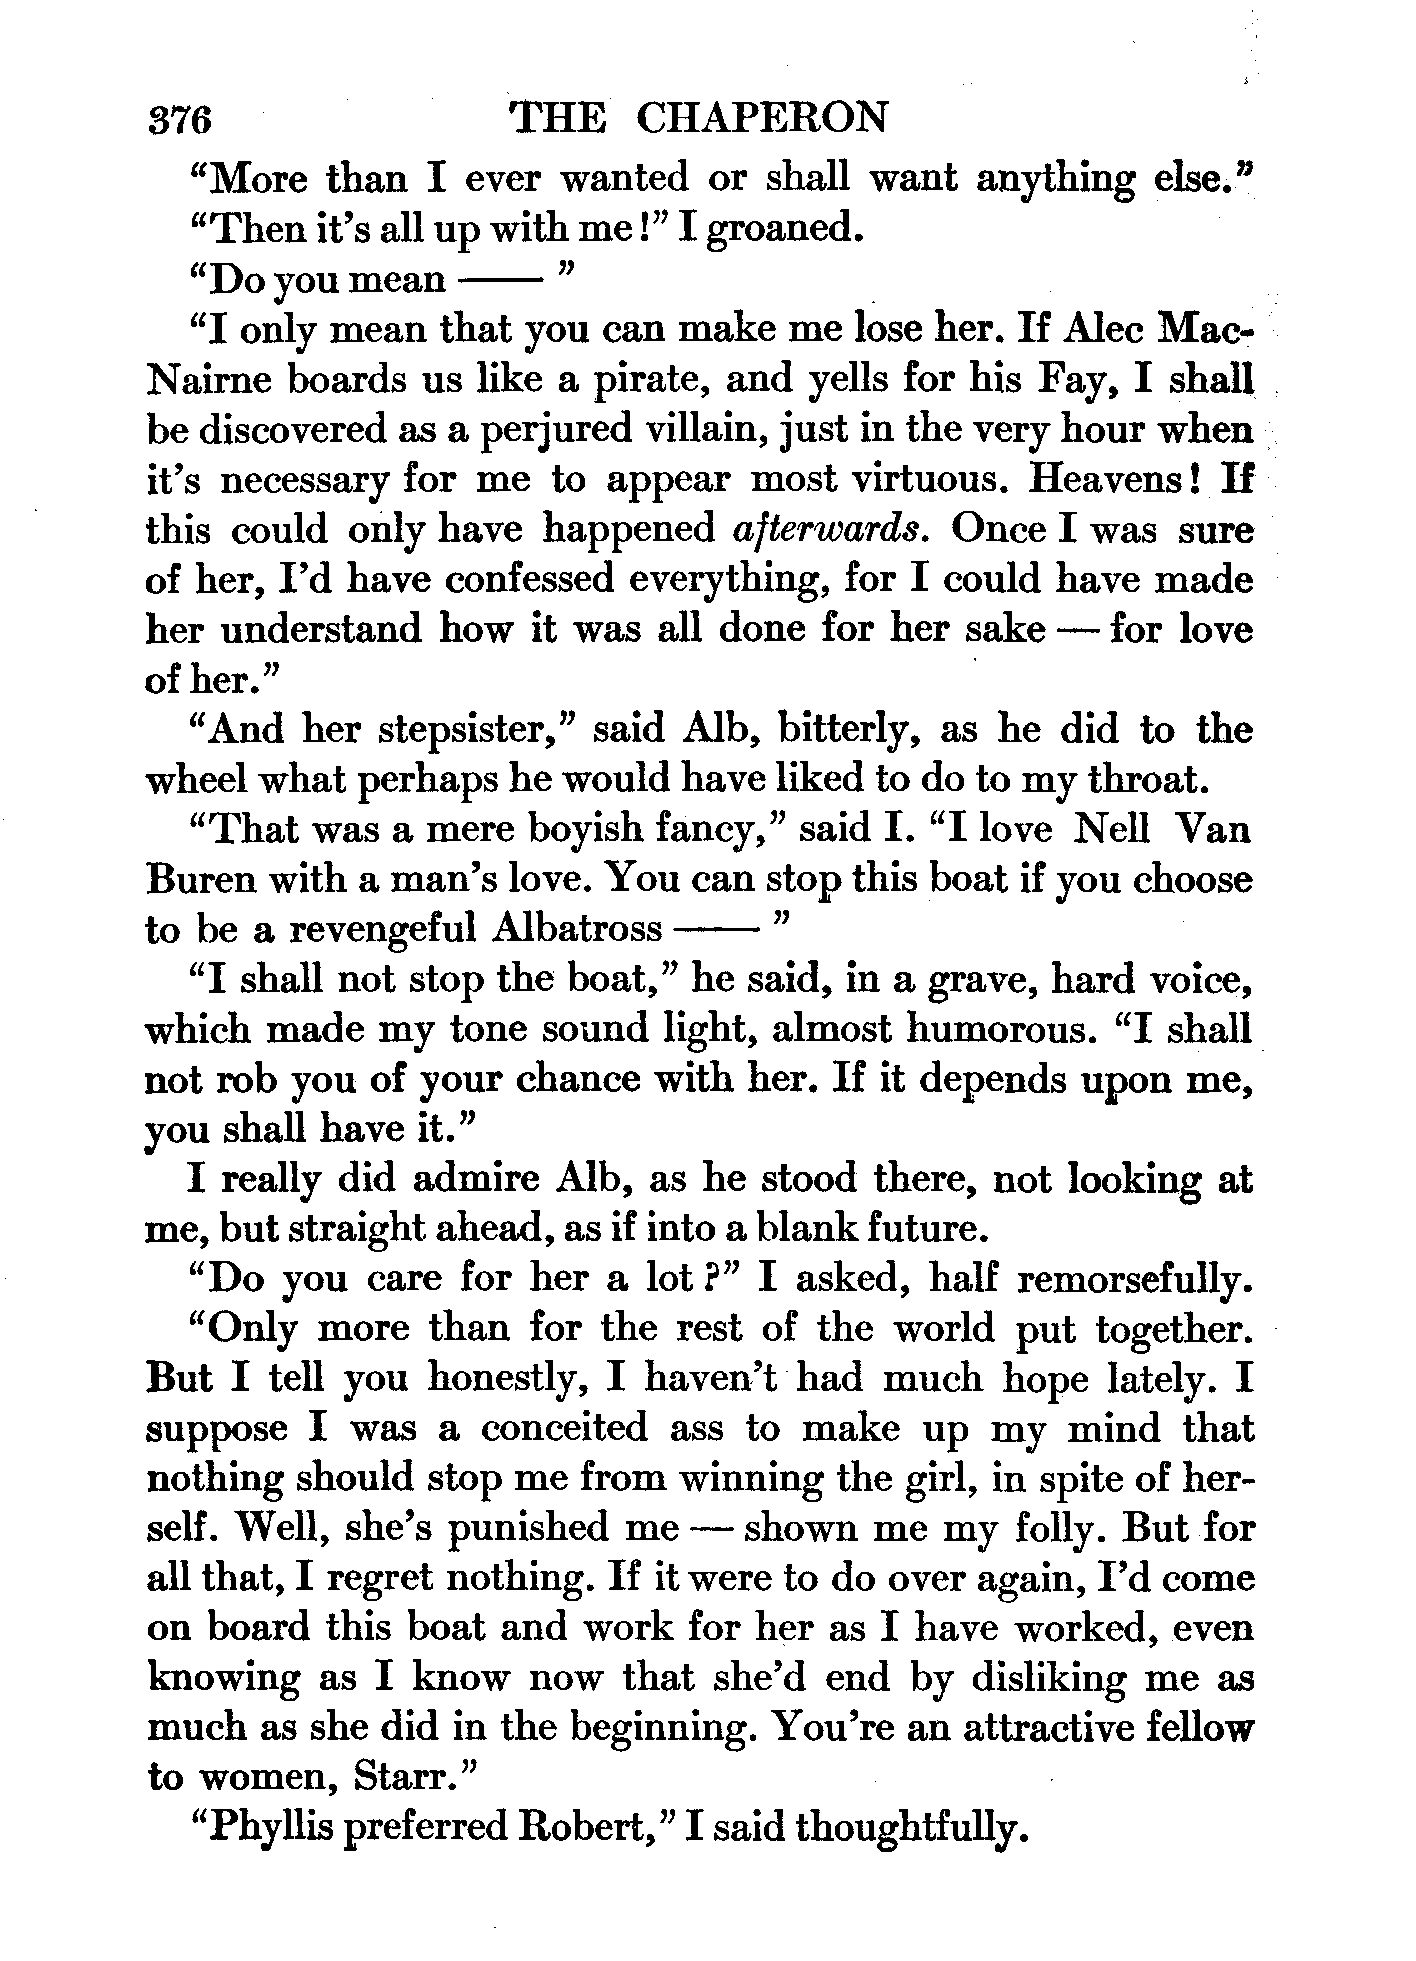 376 THE CHAPERON
“More than I ever wanted or shall want anything else.”
“Then it’s all up with me!” I groaned.
“Do you mean —— ”
“I only mean that you can make me lose her. If Alec Mac-
Nairne boards us like a pirate, and yells for his Fay, I shall
be discovered as a perjured villain, just in the very hour when
it’s necessary for me to appear most virtuous. Heavens! If
this could only have happened afterwards. Once I was sure
of her, I’d have confessed everything, for I could have made
her understand how it was all done for her sake — for love
of her.”
“And her stepsister,” said Alb, bitterly, as he did to the
wheel what perhaps he would have liked to do to my throat.
“That was a mere boyish fancy,” said I. “I love Nell Van
Buren with a man’s love. You can stop this boat if you choose
to be a revengeful Albatross —— ”
“I shall not stop the boat,” he said, in a grave, hard voice,
which made my tone sound light, almost humorous. “I shall
not rob you of your chance with her. If it depends upon me,
you shall have it.”
I really did admire Alb, as he stood there, not looking at
me, but straight ahead, as if into a blank future.
“Do you care for her a lot?” I asked, half remorsefully.
“Only more than for the rest of the world put together.
But I tell you honestly, I haven’t had much hope lately. I
suppose I was a conceited ass to make up my mind that
nothing should stop me from winning the girl, in spite of her-
self. Well, she’s punished me — shown me my folly. But for
all that, I regret nothing. If it were to do over again, I’d come
on board this boat and work for her as I have worked, even
knowing as I know now that she’d end by disliking me as
much as she did in the beginning. You’re an attractive fellow
to women, Starr.”
“Phyllis preferred Robert,” I said thoughtfully.